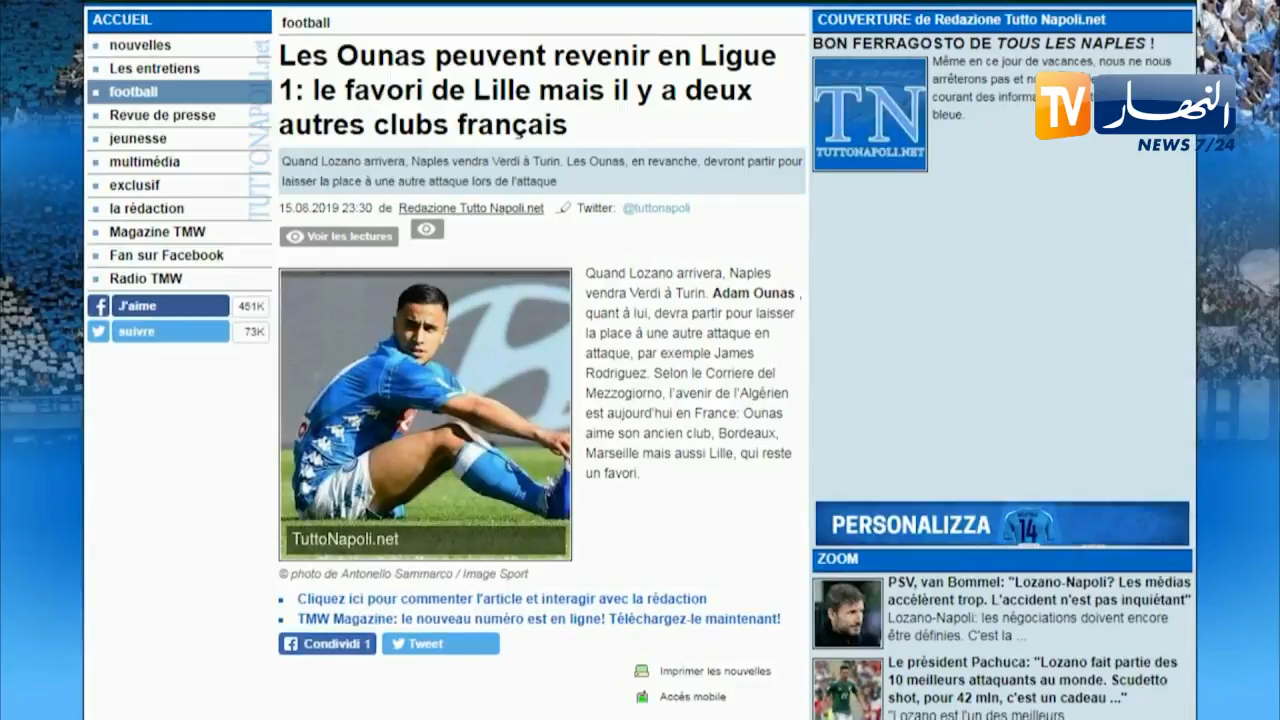 ACCUEIL
nouvelles
Les entretiens
football
Revue de presse
jeunesse
multimédia
exclusif
la rédaction
Magazine TMW
Fan sur Facebook
Radio TMW
J'aime
451K
suivre
73K
TUTTONAPOLI.net
football
Les Ounas peuvent revenir en Ligue
1: le favori de Lille mais il y a deux
autres clubs français
Quand Lozano arrivera, Naples vendra Verdi à Turin. Les Ounas, en revanche, devront partir pour
laisser la place à une autre attaque lors de l'attaque
15.08.2019 23:30 de Redazione Tutto Napoli.net Twitter: @tuttonapoli
Voir les lectures
Quand Lozano arrivera, Naples
vendra Verdi à Turin. Adam Ounas ,
quant à lui, devra partir pour laisser
la place à une autre attaque en
attaque, par exemple James
Rodriguez. Selon le Corriere del
Mezzogiorno, l'avenir de l'Algérien
est aujourd'hui en France: Ounas
aime son ancien club, Bordeaux,
Marseille mais aussi Lille, qui reste
un favori.
TuttoNapoli.net
© photo de Antonello Sammarco / Image Sport
Cliquez ici pour commenter l'article et interagir avec la rédaction
TMW Magazine: le nouveau numéro est en ligne! Téléchargez-le maintenant!
Condividi 1
Tweet
Imprimer les nouvelles
Accès mobile
COUVERTURE de Redazione Tutto Napoli.net
BON FERRAGOSTO DE TOUS LES NAPLES !
Même en ce jour de vacances, nous ne nous
arrêterons pas et
courant des
bleue.
TN
TUTTONAPOLI.NET
TV
النهار
NEWS 7/24
PERSONALIZZA
14
ZOOM
PSV, van Bommel: "Lozano-Napoli? Les médias
accélèrent trop. L'accident n'est pas inquiétant"
Lozano-Napoli: les négociations doivent encore
être définies. C'est la ...
Le président Pachuca: "Lozano fait partie des
10 meilleurs attaquants au monde. Scudetto
shot, pour 42 mln, c'est un cadeau ..."
"Lozano est l'un des meilleurs